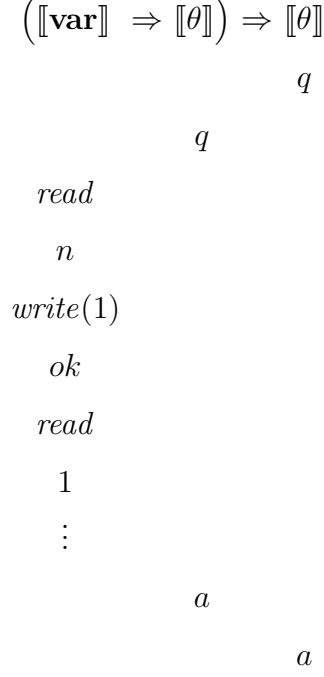 (⟦var⟧ ⇒ ⟦θ⟧) ⇒ ⟦θ⟧
q
q
read
n
write(1)
ok
read
1
⋮
a
a